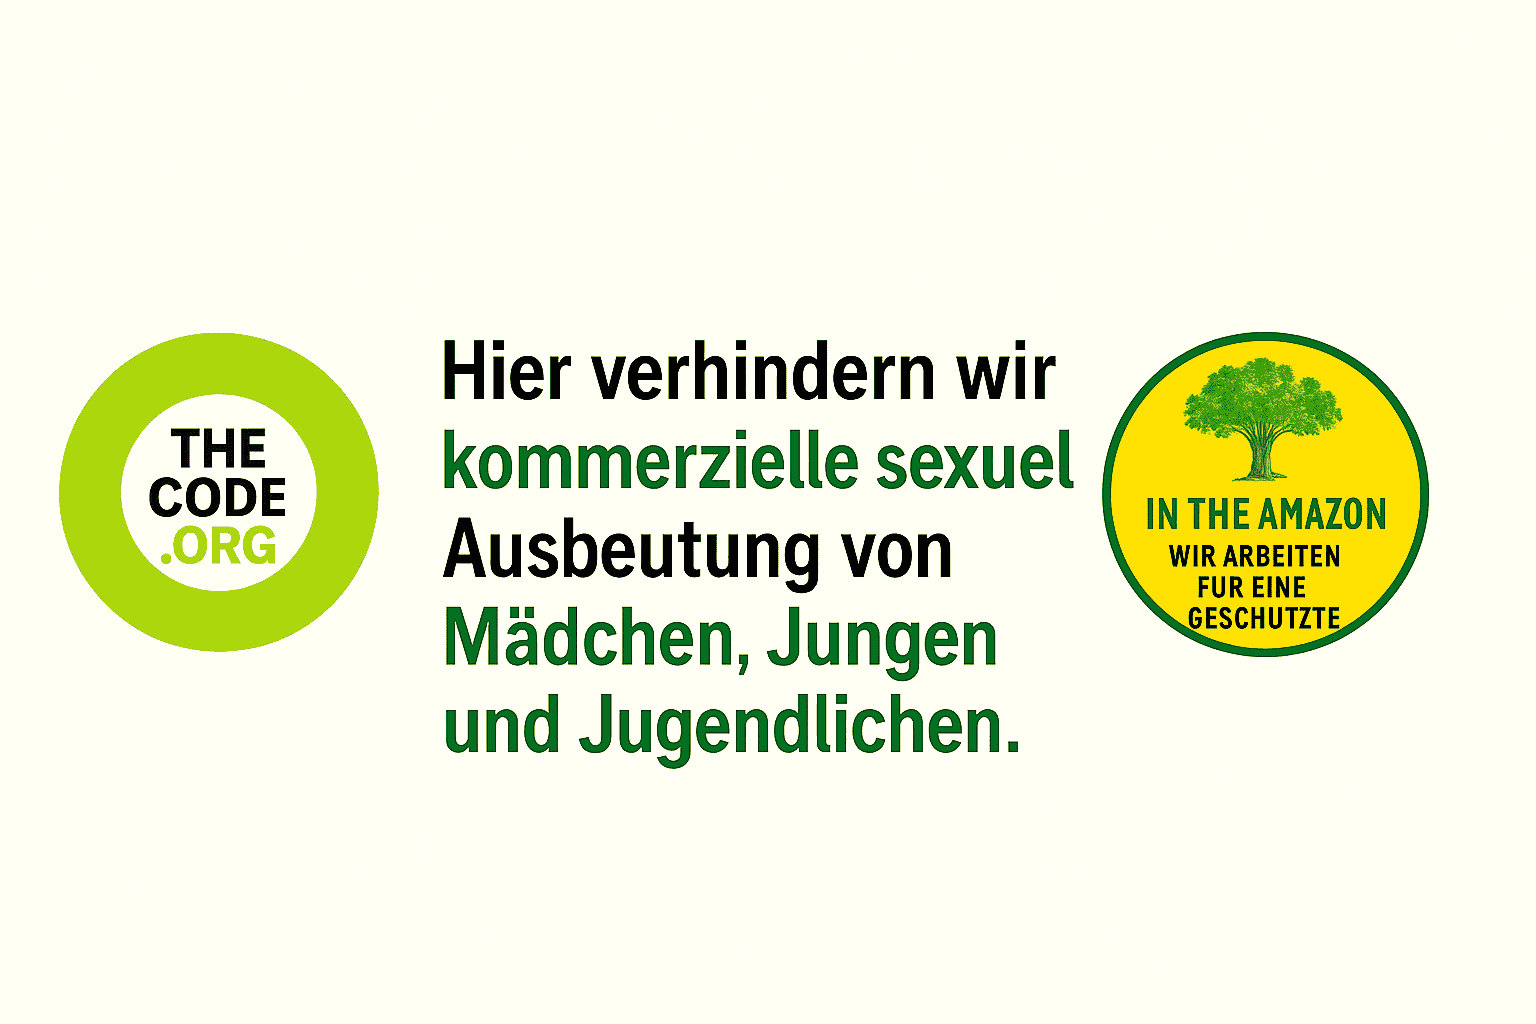 THE
CODE
.ORG
Hier verhindern wir
kommerzielle sexuel
Ausbeutung von
Mädchen, Jungen
und Jugendlichen.
IN THE AMAZON
WIR ARBEITEN
FUR EINE
GESCHUTZTE